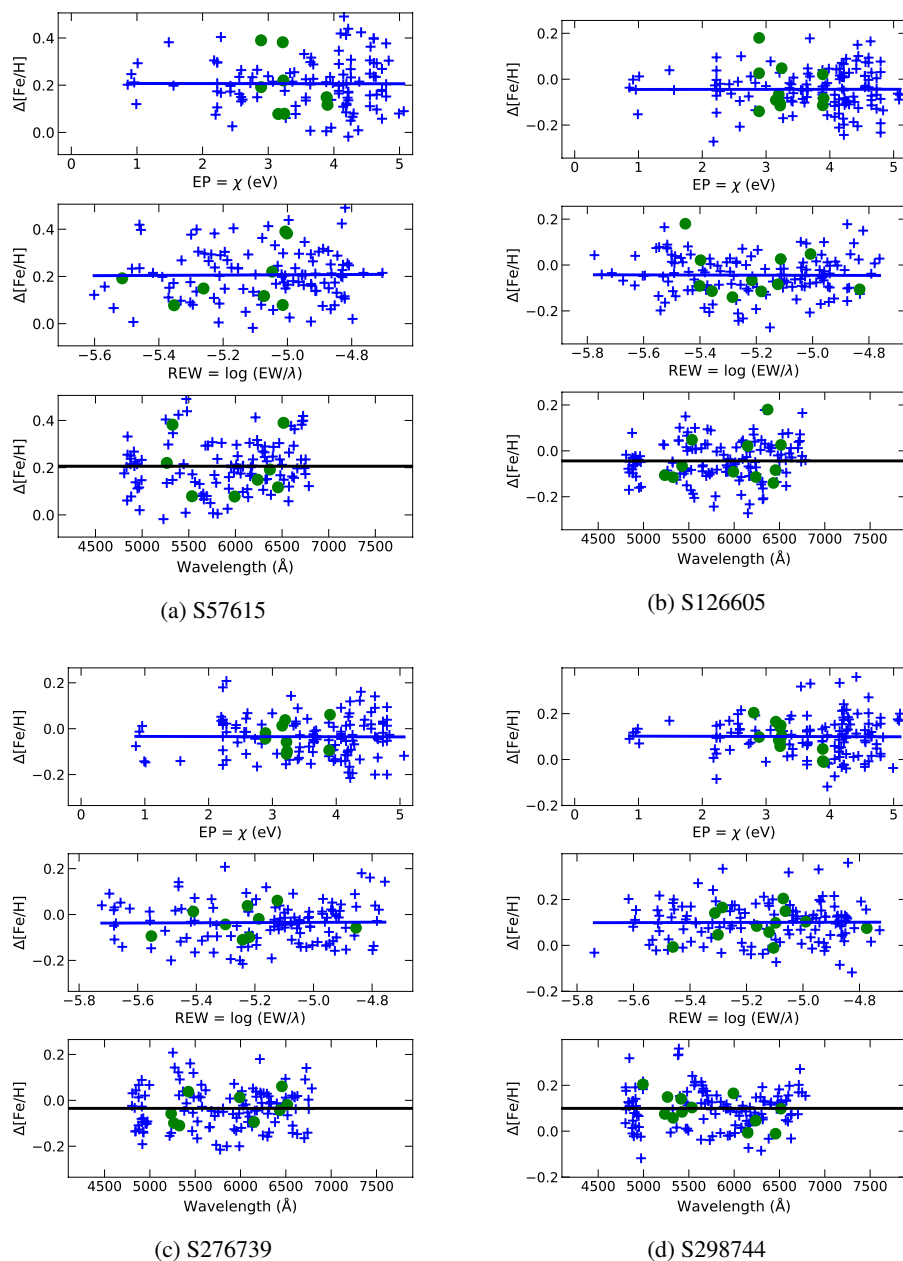 0.4
0.2
0.0
Δ[Fe/H]
0 1 2 3 4 5
EP = χ (eV)
0.4
0.2
0.0
Δ[Fe/H]
−5.6 −5.4 −5.2 −5.0 −4.8
REW = log (EW/λ)
0.4
0.2
0.0
Δ[Fe/H]
4500 5000 5500 6000 6500 7000 7500
Wavelength (Å)
(a) S57615
0.2
0.0
−0.2
Δ[Fe/H]
0 1 2 3 4 5
EP = χ (eV)
0.2
0.0
−0.2
Δ[Fe/H]
−5.8 −5.6 −5.4 −5.2 −5.0 −4.8
REW = log (EW/λ)
0.2
0.0
−0.2
Δ[Fe/H]
4500 5000 5500 6000 6500 7000 7500
Wavelength (Å)
(b) S126605
0.2
0.0
−0.2
Δ[Fe/H]
0 1 2 3 4 5
EP = χ (eV)
0.2
0.0
−0.2
Δ[Fe/H]
−5.8 −5.6 −5.4 −5.2 −5.0 −4.8
REW = log (EW/λ)
0.2
0.0
−0.2
Δ[Fe/H]
4500 5000 5500 6000 6500 7000 7500
Wavelength (Å)
(c) S276739
0.4
0.2
0.0
−0.2
Δ[Fe/H]
0 1 2 3 4 5
EP = χ (eV)
0.4
0.2
0.0
−0.2
Δ[Fe/H]
−5.6 −5.4 −5.2 −5.0 −4.8
REW = log (EW/λ)
0.4
0.2
0.0
−0.2
Δ[Fe/H]
4500 5000 5500 6000 6500 7000 7500
Wavelength (Å)
(d) S298744